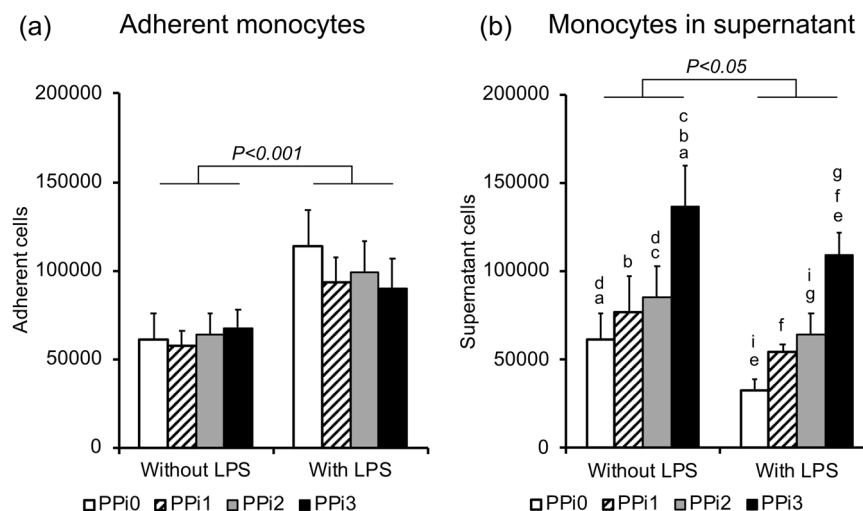 (a) Adherent monocytes
Adherent cells
200000
150000
100000
50000
0
P<0.001
Without LPS With LPS
PPi0 PPi1 PPi2 PPi3
(b) Monocytes in supernatant
Supernatant cells
200000
150000
100000
50000
0
P<0.05
d
a
b
d
c
c
b
a
i
e
f
i
g
g
f
e
Without LPS With LPS
PPi0 PPi1 PPi2 PPi3